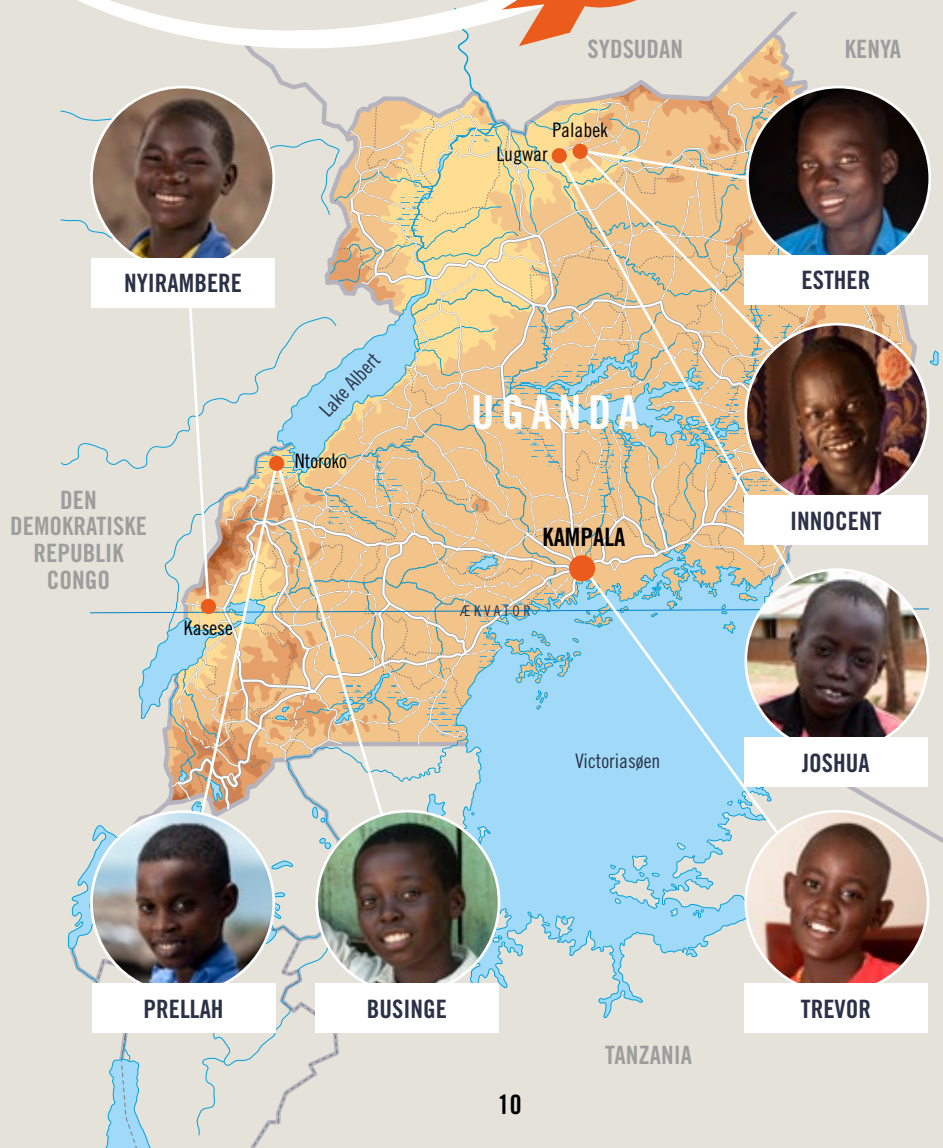 SYDSUDAN
KENYA
Palabek
Lugwar
NYIRAMBERE
ESTHER
Lake Albert
UGANDA
Ntoroko
DEN
DEMOKRATISKE
REPUBLIK
CONGO
INNOCENT
KAMPALA
ÆKVATOR
Kasese
JOSHUA
Victoriasøen
PRELLAH
BUSINGE
TREVOR
TANZANIA
10